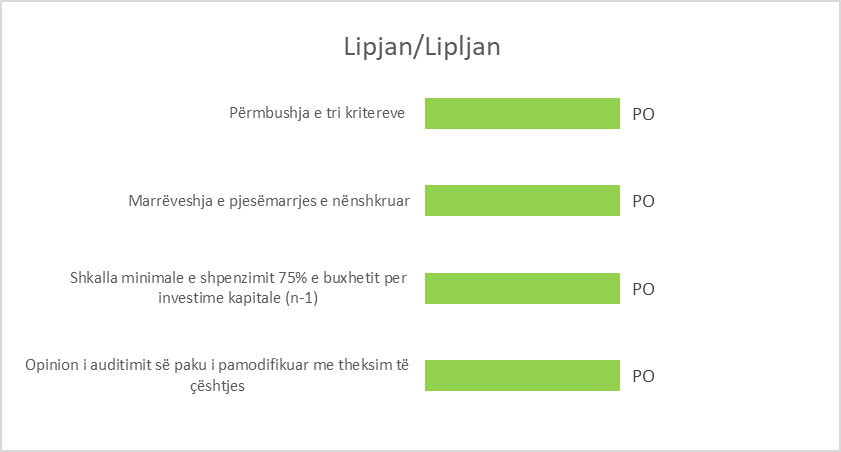 Lipjan/Lipljan
Përmbushja e tri kritereve
PO
Marrëveshja e pjesëmarrjes e nënshkruar
PO
Shkalla minimale e shpenzimit 75% e buxhetit per
investime kapitale (n-1)
PO
Opinion i auditimit së paku i pamodifikuar me theksim të
çështjes
PO